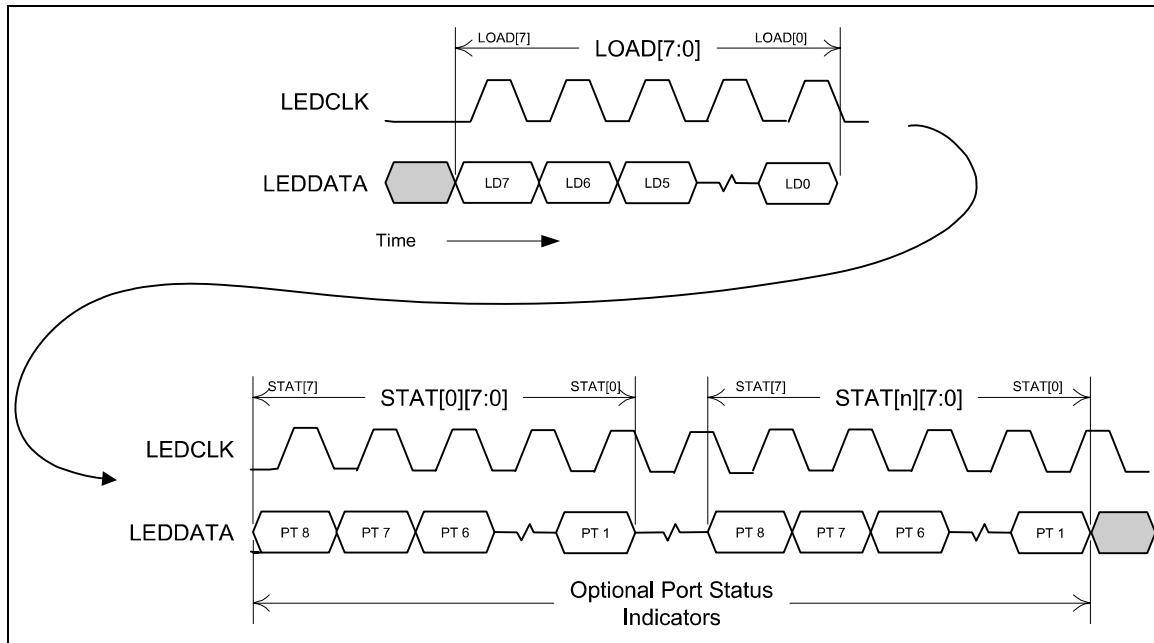 LOAD[7] LOAD[7:0] LOAD[0]
LEDCLK
LEDDATA LD7 LD6 LD5 LD0
Time
STAT[7] STAT[0][7:0] STAT[0] STAT[7] STAT[n][7:0] STAT[0]
LEDCLK
LEDDATA PT 8 PT 7 PT 6 PT 1 PT 8 PT 7 PT 6 PT 1
Optional Port Status
Indicators